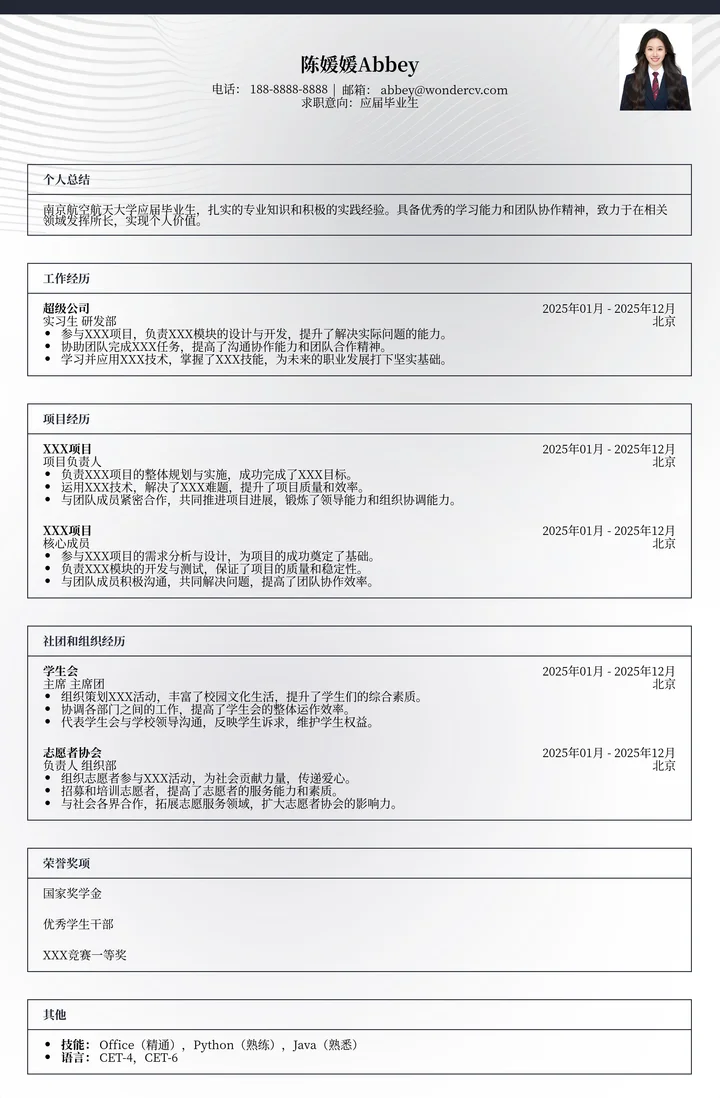 陈媛媛Abbey
电话： 188-8888-8888 | 邮箱： abbey@wondercv.com
求职意向：应届毕业生
个人总结
南京航空航天大学应届毕业生，扎实的专业知识和积极的实践经验。具备优秀的学习能力和团队协作精神，致力于在相关
领域发挥所长，实现个人价值。
工作经历
超级公司 2025年01月 - 2025年12月
实习生 研发部 北京
• 参与XXX项目，负责XXX模块的设计与开发，提升了解决实际问题的能力。
• 协助团队完成XXX任务，提高了沟通协作能力和团队合作精神。
• 学习并应用XXX技术，掌握了XXX技能，为未来的职业发展打下坚实基础。
项目经历
XXX项目 2025年01月 - 2025年12月
项目负责人 北京
• 负责XXX项目的整体规划与实施，成功完成了XXX目标。
• 运用XXX技术，解决了XXX难题，提升了项目质量和效率。
• 与团队成员紧密合作，共同推进项目进展，锻炼了领导能力和组织协调能力。
XXX项目 2025年01月 - 2025年12月
核心成员 北京
• 参与XXX项目的需求分析与设计，为项目的成功奠定了基础。
• 负责XXX模块的开发与测试，保证了项目的质量和稳定性。
• 与团队成员积极沟通，共同解决问题，提高了团队协作效率。
社团和组织经历
学生会 2025年01月 - 2025年12月
主席 主席团 北京
• 组织策划XXX活动，丰富了校园文化生活，提升了学生们的综合素质。
• 协调各部门之间的工作，提高了学生会的整体运作效率。
• 代表学生会与学校领导沟通，反映学生诉求，维护学生权益。
志愿者协会 2025年01月 - 2025年12月
负责人 组织部 北京
• 组织志愿者参与XXX活动，为社会贡献力量，传递爱心。
• 招募和培训志愿者，提高了志愿者的服务能力和素质。
• 与社会各界合作，拓展志愿服务领域，扩大志愿者协会的影响力。
荣誉奖项
国家奖学金
优秀学生干部
XXX竞赛一等奖
其他
• 技能： Office（精通），Python（熟练），Java（熟悉）
• 语言： CET-4，CET-6